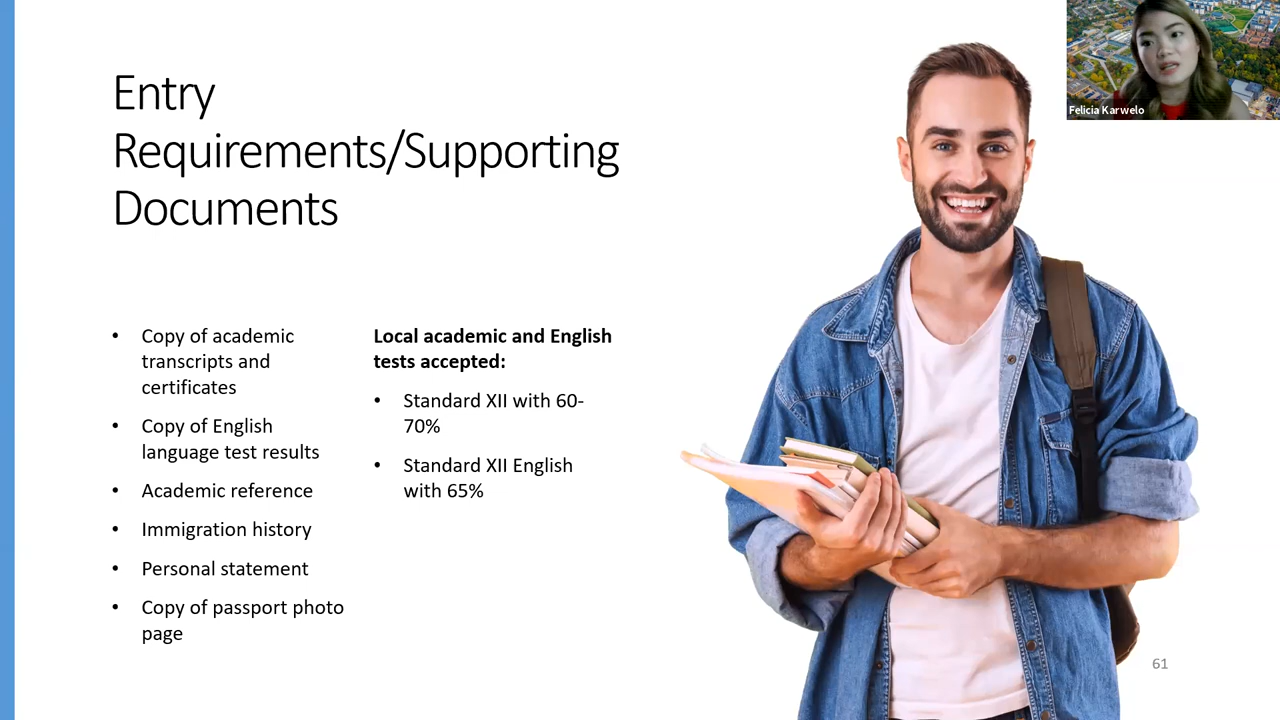 Entry
Requirements/Supporting
Documents
• Copy of academic
transcripts and
certificates
• Copy of English
language test results
• Academic reference
• Immigration history
• Personal statement
• Copy of passport photo
page
Local academic and English
tests accepted:
• Standard XII with 60-
70%
• Standard XII English
with 65%
Felicia Karwelo
61